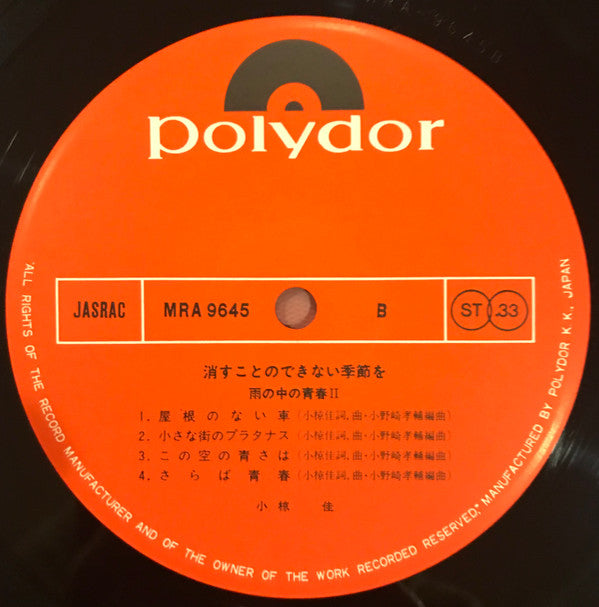 MRA-9645B
polydor
JASRAC MRA 9645 B ST 33
消すことのできない季節を
雨の中の青春II
1. 屋根のない車(小椋佳詞,曲・小野崎孝輔編曲)
2. 小さな街のプラタナス(小椋佳詞,曲・小野崎孝輔編曲)
3. この空の青さは(小椋佳詞,曲・小野崎孝輔編曲)
4. さらば青春(小椋佳詞,曲・小野崎孝輔編曲)
小椋 佳
"ALL RIGHTS OF THE RECORD MANUFACTURER AND OF THE OWNER OF THE WORK RECORDED RESERVED," MANUFACTURED BY POLYDOR K.K. JAPAN